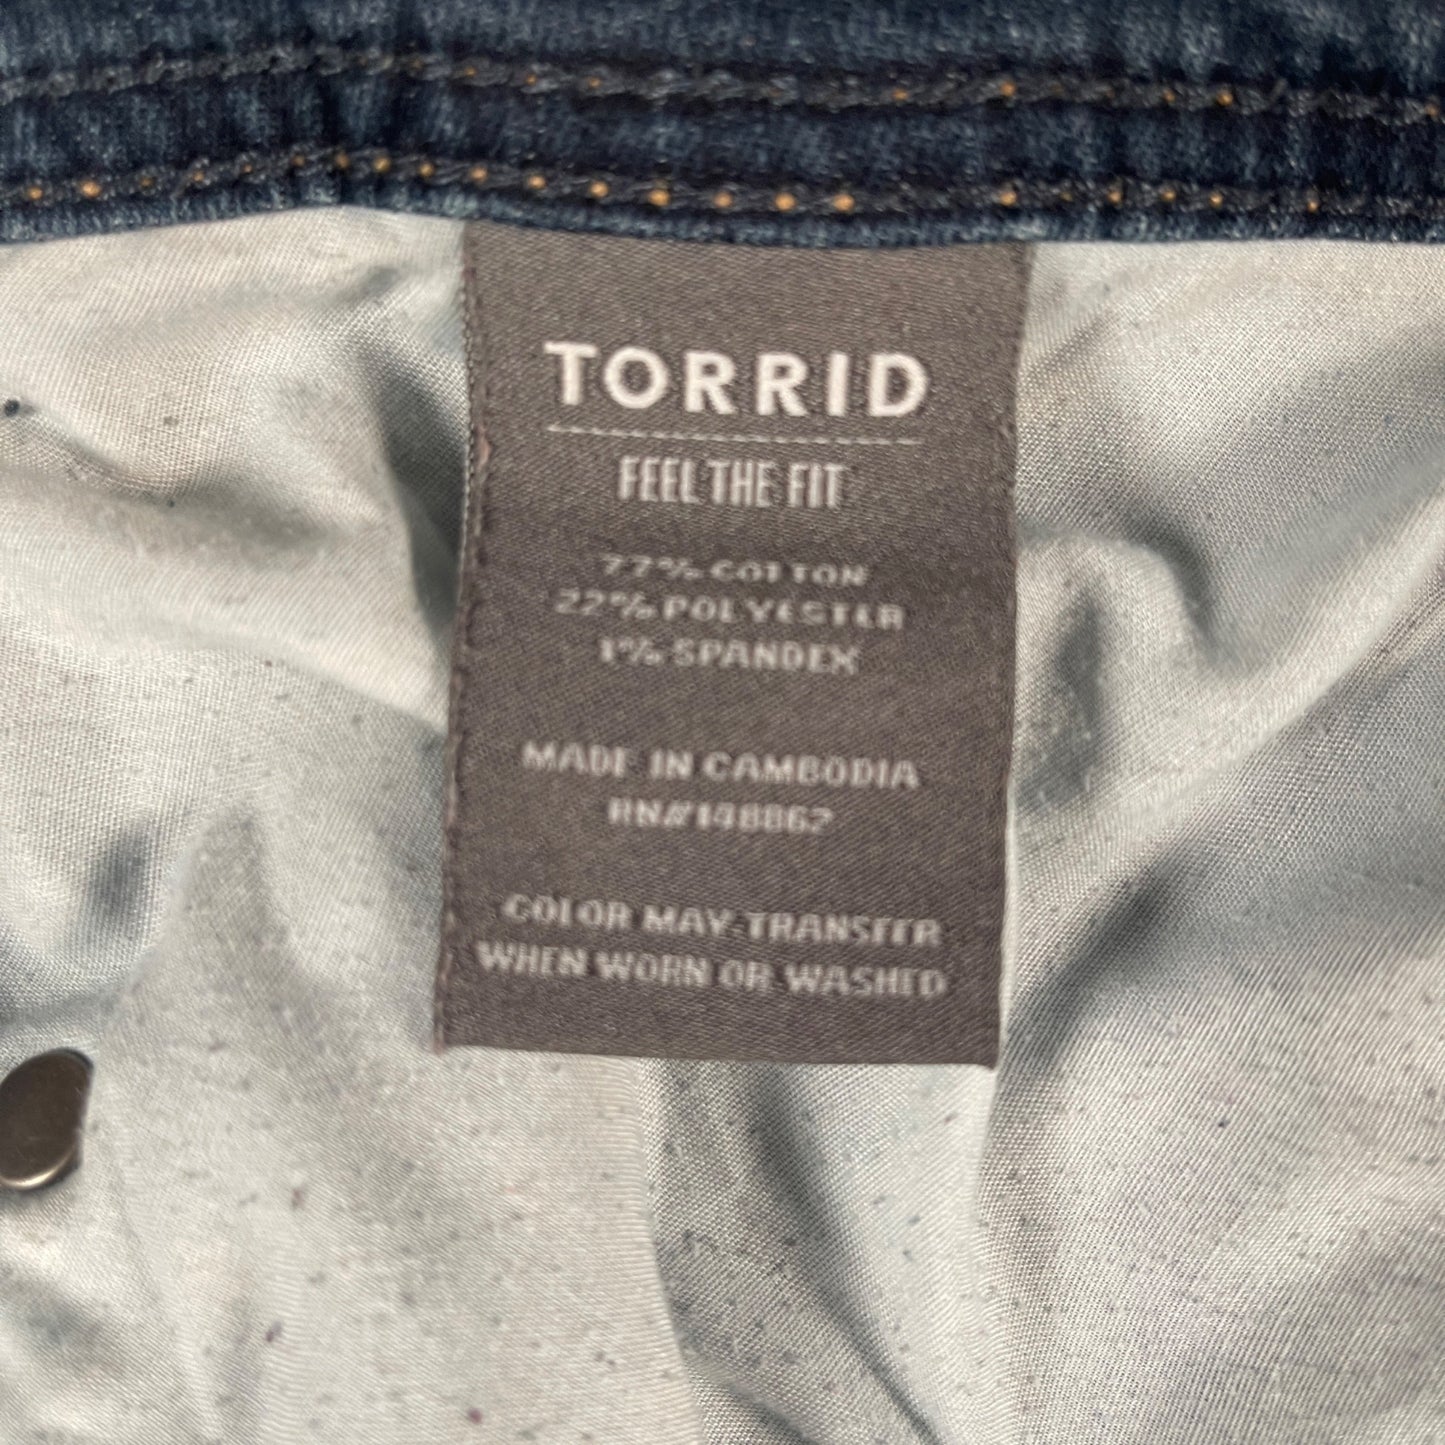 TORRID
FEEL THE FIT
77% COTTON
22% POLYESTER
1% SPANDEX
MADE IN CAMBODIA
RN#148862
COLOR MAY TRANSFER
WHEN WORN OR WASHED